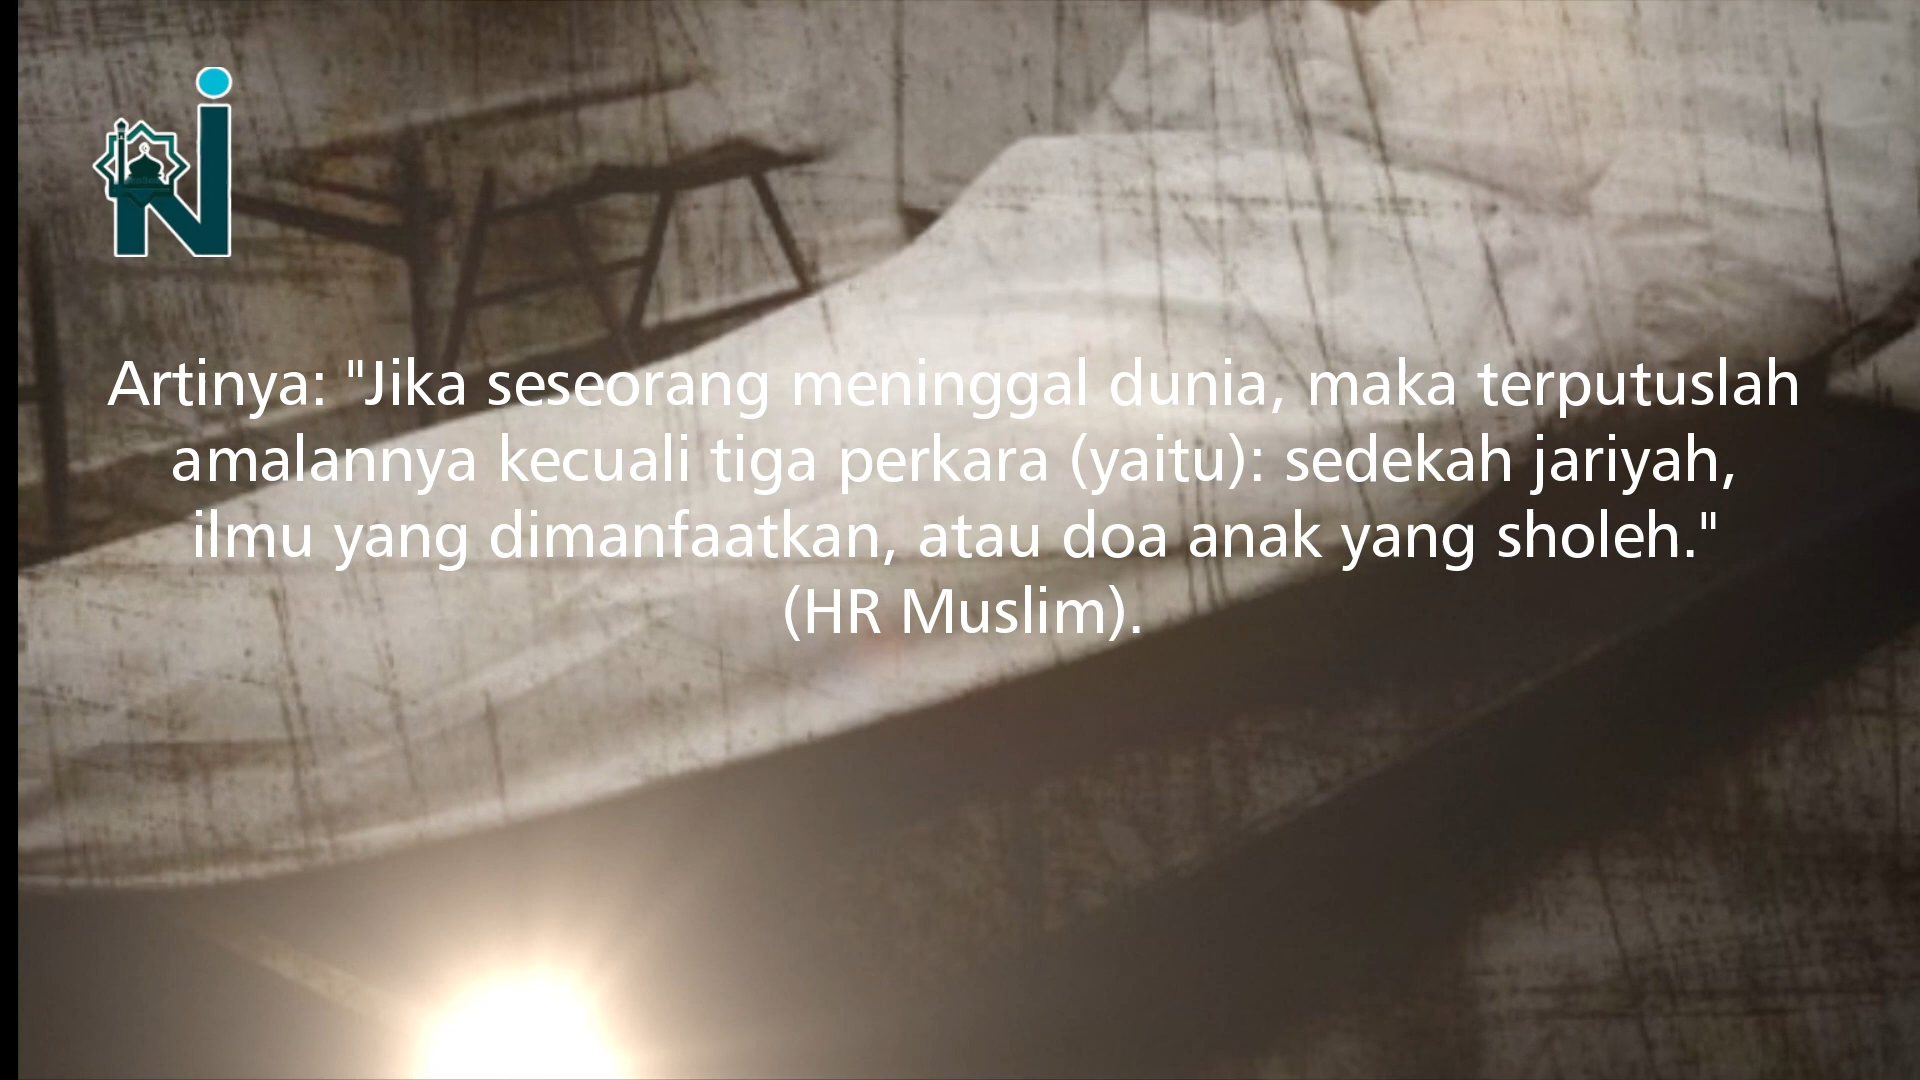 Artinya: "Jika seseorang meninggal dunia, maka terputuslah
amalannya kecuali tiga perkara (yaitu): sedekah jariyah,
ilmu yang dimanfaatkan, atau doa anak yang sholeh."
(HR Muslim).